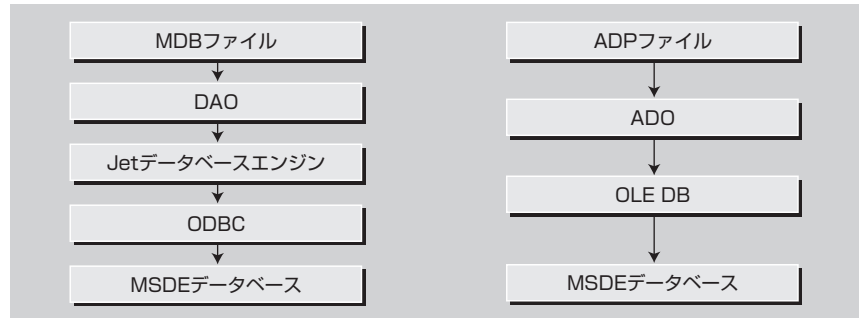 MDBファイル
DAO
Jetデータベースエンジン
ODBC
MSDEデータベース
ADPファイル
ADO
OLE DB
MSDEデータベース